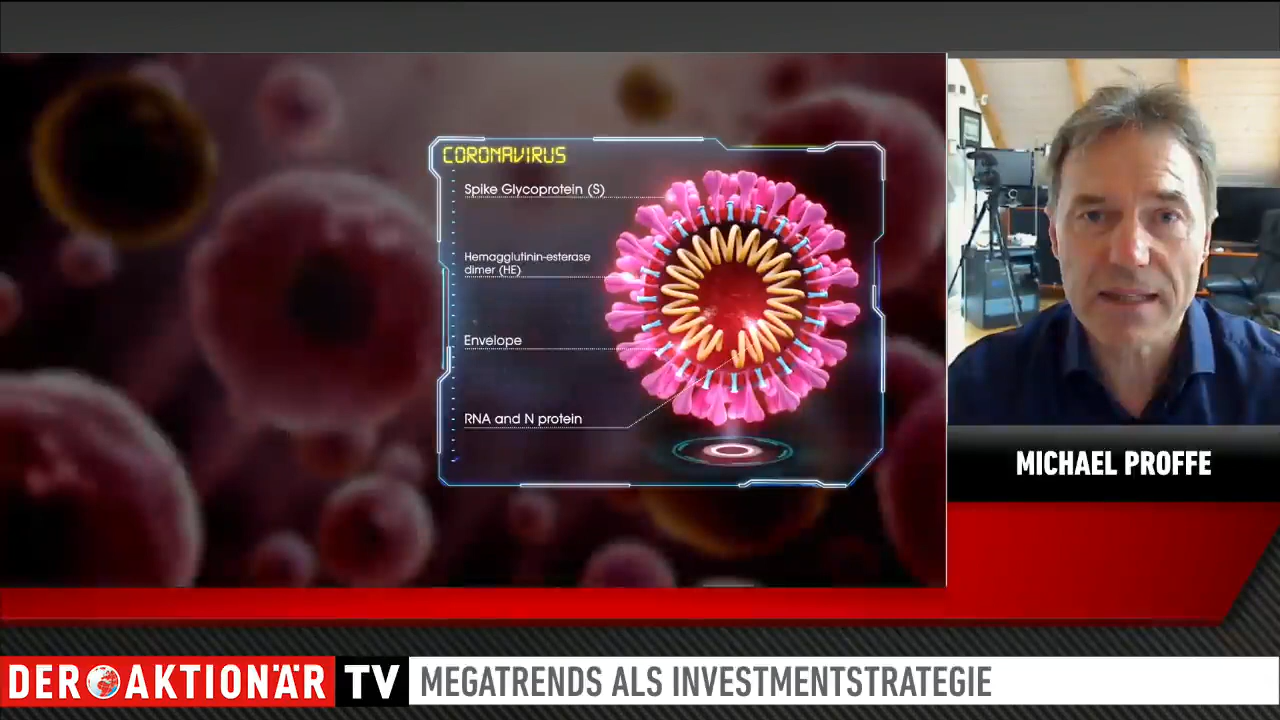 CORONAVIRUS
Spike Glycoprotein (S)
Hemagglutinin-esterase
dimer (HE)
Envelope
RNA and N protein
MICHAEL PROFFE
DER AKTIONÄR TV
MEGATRENDS ALS INVESTMENTSTRATEGIE